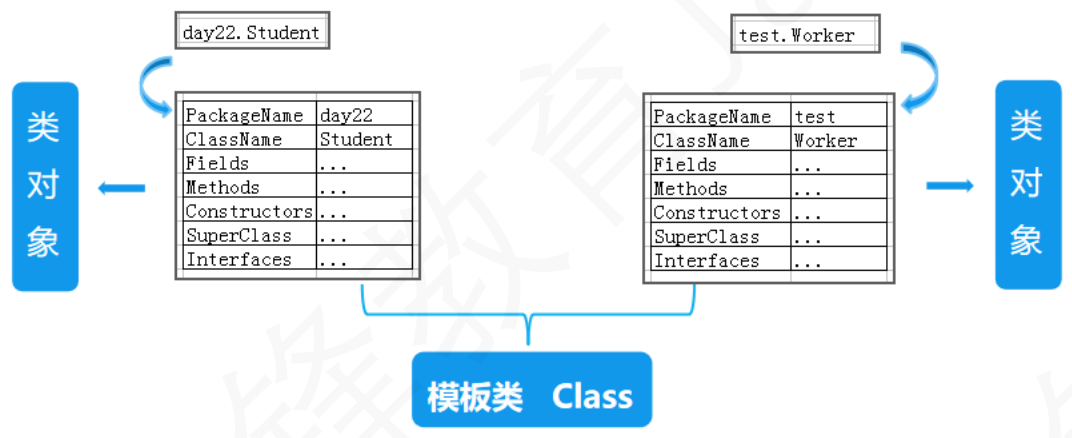 day22.Student
test.Worker
类对象
PackageName day22
ClassName Student
Fields ...
Methods ...
Constructors ...
SuperClass ...
Interfaces ...
PackageName test
ClassName Worker
Fields ...
Methods ...
Constructors ...
SuperClass ...
Interfaces ...
类对象
模板类 Class